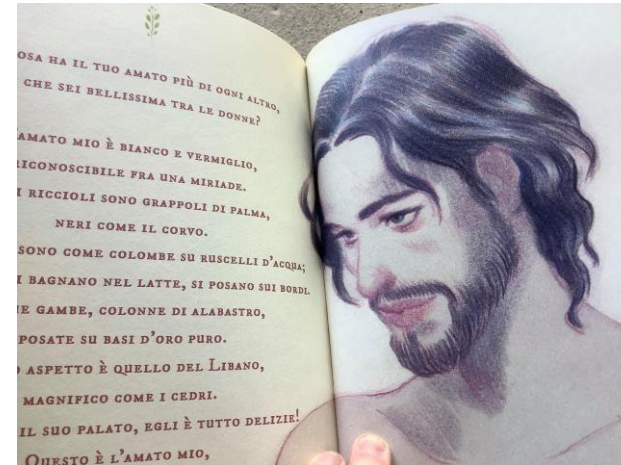 OSA HA IL TUO AMATO PIÙ DI OGNI ALTRO,
CHE SEI BELLISSIMA TRA LE DONNE?
AMATO MIO È BIANCO E VERMIGLIO,
RICONOSCIBILE FRA UNA MIRIADE.
I RICCIOLI SONO GRAPPOLI DI PALMA,
NERI COME IL CORVO.
SONO COME COLOMBE SU RUSCELLI D'ACQUA;
I BAGNANO NEL LATTE, SI POSANO SUI BORDI.
E GAMBE, COLONNE DI ALABASTRO,
POSATE SU BASI D'ORO PURO.
ASPETTO È QUELLO DEL LIBANO,
MAGNIFICO COME I CEDRI.
IL SUO PALATO, EGLI È TUTTO DELIZIE!
QUESTO È L'AMATO MIO,